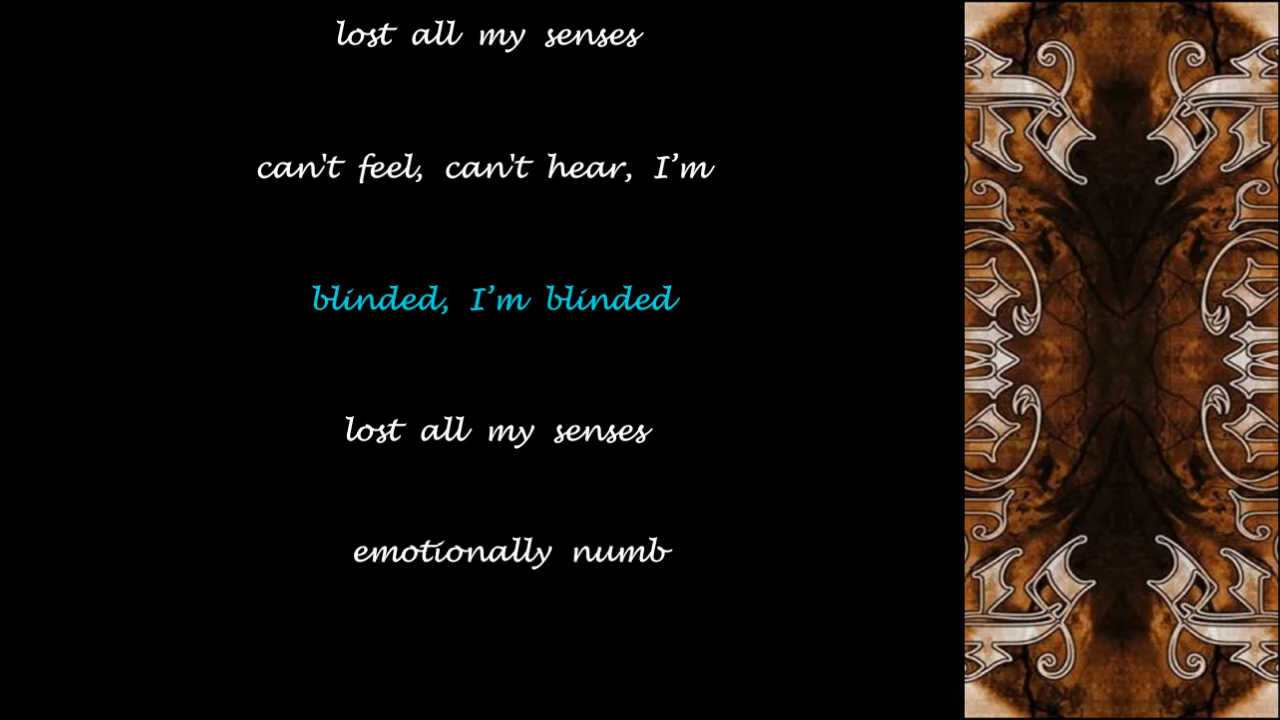 lost all my senses
can't feel, can't hear, I’m
blinded, I’m blinded
lost all my senses
emotionally numb